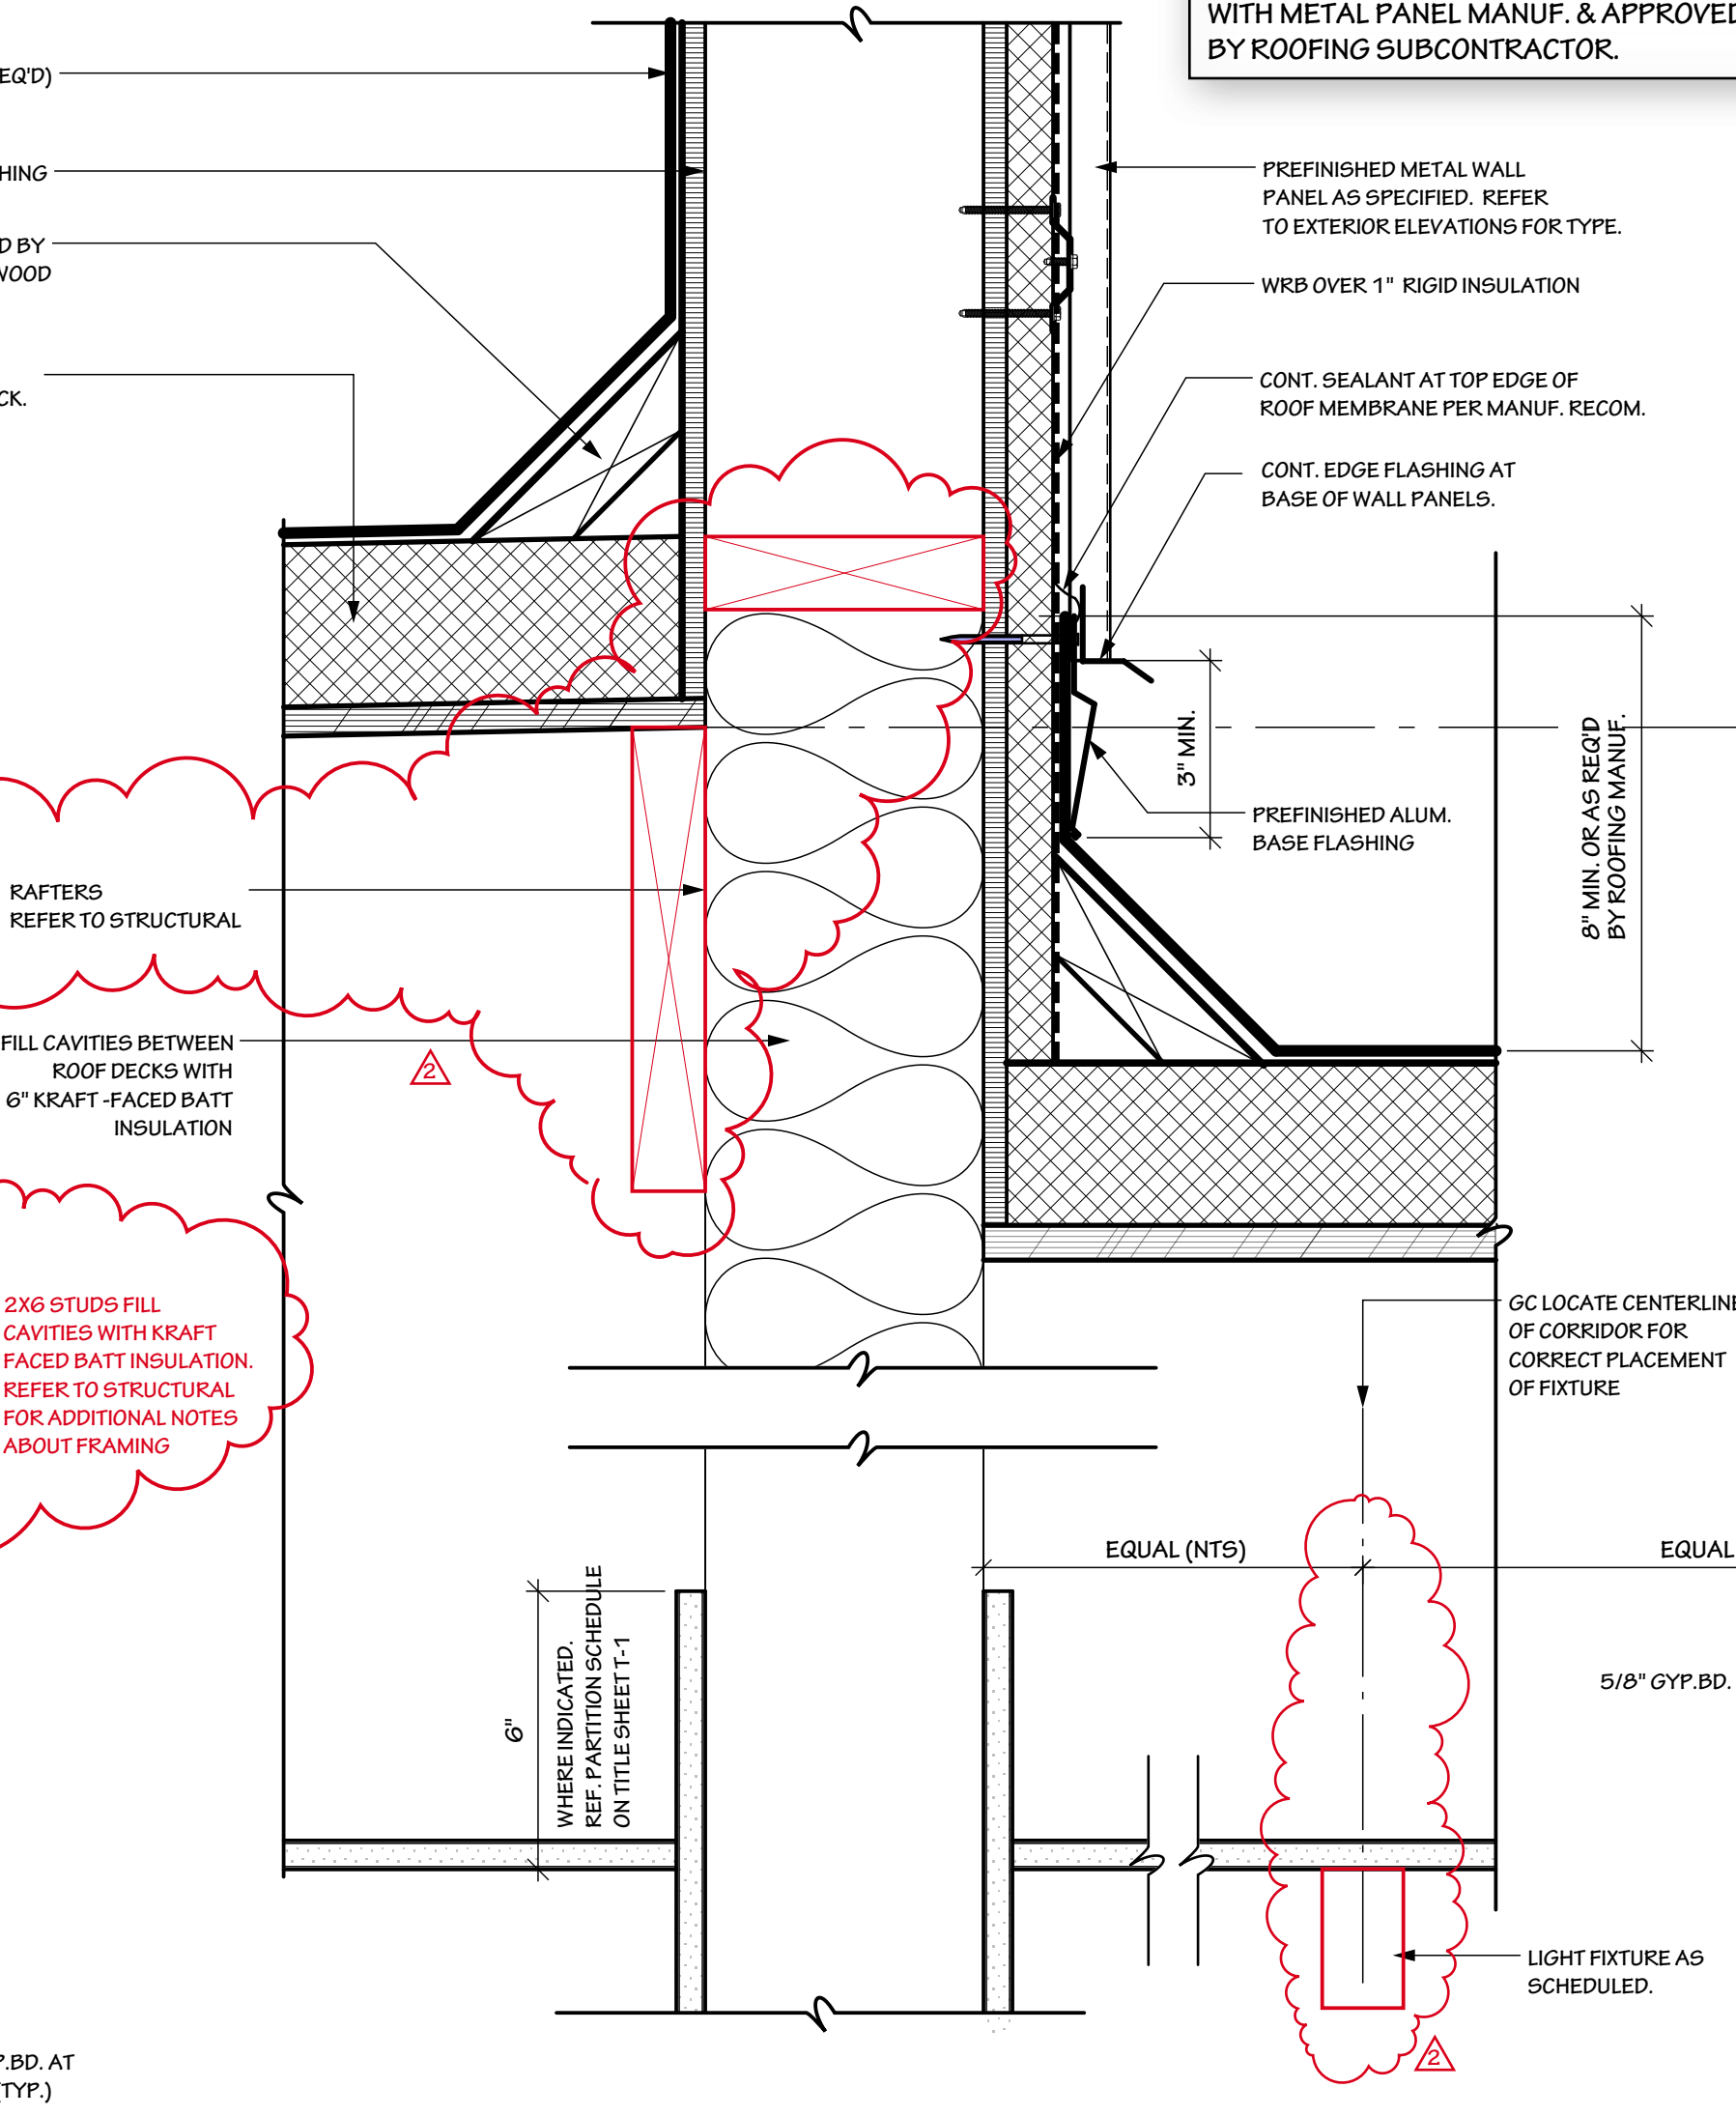 WITH METAL PANEL MANUF. & APPROVED
BY ROOFING SUBCONTRACTOR.
EQ'D)
HING
D BY
WOOD
CK.
PREFINISHED METAL WALL
PANEL AS SPECIFIED. REFER
TO EXTERIOR ELEVATIONS FOR TYPE.
WRB OVER 1" RIGID INSULATION
CONT. SEALANT AT TOP EDGE OF
ROOF MEMBRANE PER MANUF. RECOM.
CONT. EDGE FLASHING AT
BASE OF WALL PANELS.
3" MIN.
8" MIN. OR AS REQ'D
BY ROOFING MANUF.
PREFINISHED ALUM.
BASE FLASHING
RAFTERS
REFER TO STRUCTURAL
FILL CAVITIES BETWEEN
ROOF DECKS WITH
6" KRAFT -FACED BATT
INSULATION
2
2X6 STUDS FILL
CAVITIES WITH KRAFT
FACED BATT INSULATION.
REFER TO STRUCTURAL
FOR ADDITIONAL NOTES
ABOUT FRAMING
GC LOCATE CENTERLINE
OF CORRIDOR FOR
CORRECT PLACEMENT
OF FIXTURE
EQUAL (NTS)
EQUAL
6"
WHERE INDICATED.
REF. PARTITION SCHEDULE
ON TITLE SHEET T-1
5/8" GYP.BD.
LIGHT FIXTURE AS
SCHEDULED.
2
P.BD. AT
(TYP.)